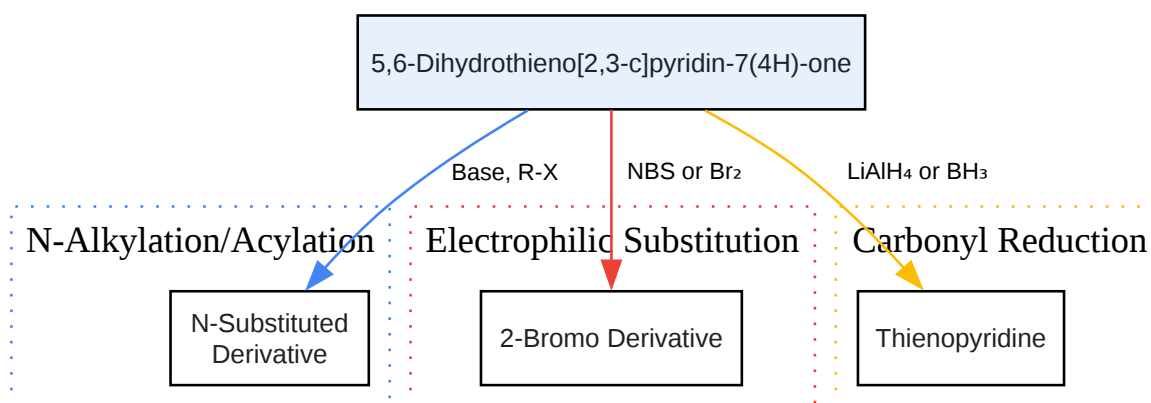 5,6-Dihydrothieno[2,3-c]pyridin-7(4H)-one
Base, R-X
NBS or Br₂
LiAlH₄ or BH₃
N-Alkylation/Acylation
Electrophilic Substitution
Carbonyl Reduction
N-Substituted
Derivative
2-Bromo Derivative
Thienopyridine